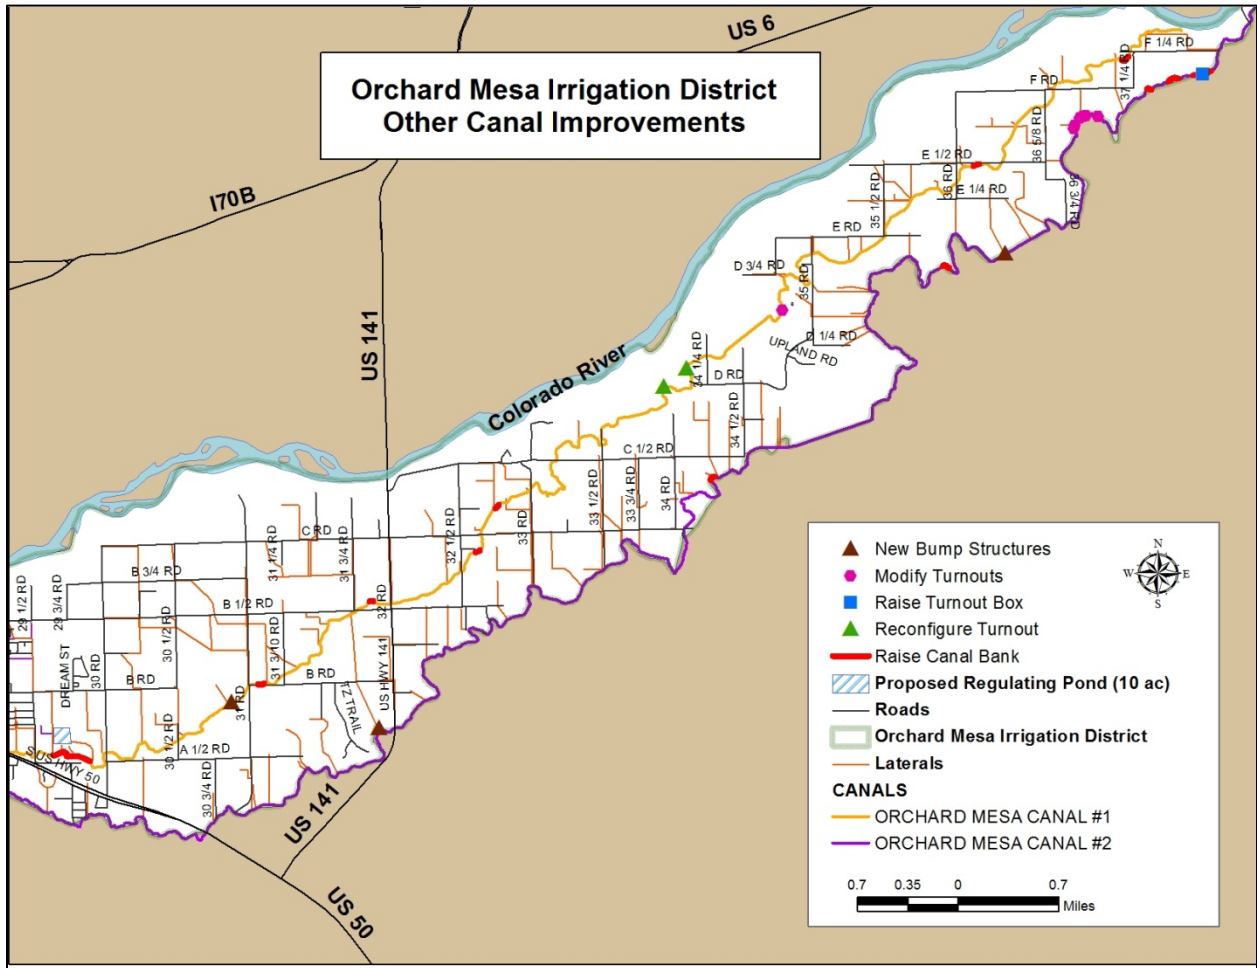 US 6
Orchard Mesa Irrigation District
Other Canal Improvements
F 1/4 RD
37 1/4 RD
F RD
36 5/8 RD
E 1/2 RD
I70B
35 1/2 RD
36 RD
E 1/4 RD
36 3/4 RD
E RD
D 3/4 RD
35 RD
US 141
D 1/4 RD
UPLAND RD
34 1/4 RD
Colorado River
D RD
34 1/2 RD
C 1/2 RD
33 1/2 RD
33 3/4 RD
34 RD
33 RD
32 1/2 RD
C RD
31 1/4 RD
31 3/4 RD
B 3/4 RD
29 1/2 RD
29 3/4 RD
B 1/2 RD
32 RD
30 1/2 RD
31 3/10 RD
DREAM ST
30 RD
B RD
B RD
US HWY 141
TZ TRAIL
31 RD
A 1/2 RD
30 1/2 RD
S US HWY 50
30 3/4 RD
US 141
US 50
New Bump Structures
Modify Turnouts
Raise Turnout Box
Reconfigure Turnout
Raise Canal Bank
Proposed Regulating Pond (10 ac)
Roads
Orchard Mesa Irrigation District
Laterals
CANALS
ORCHARD MESA CANAL #1
ORCHARD MESA CANAL #2
N
W
E
S
0.7 0.35 0 0.7
Miles